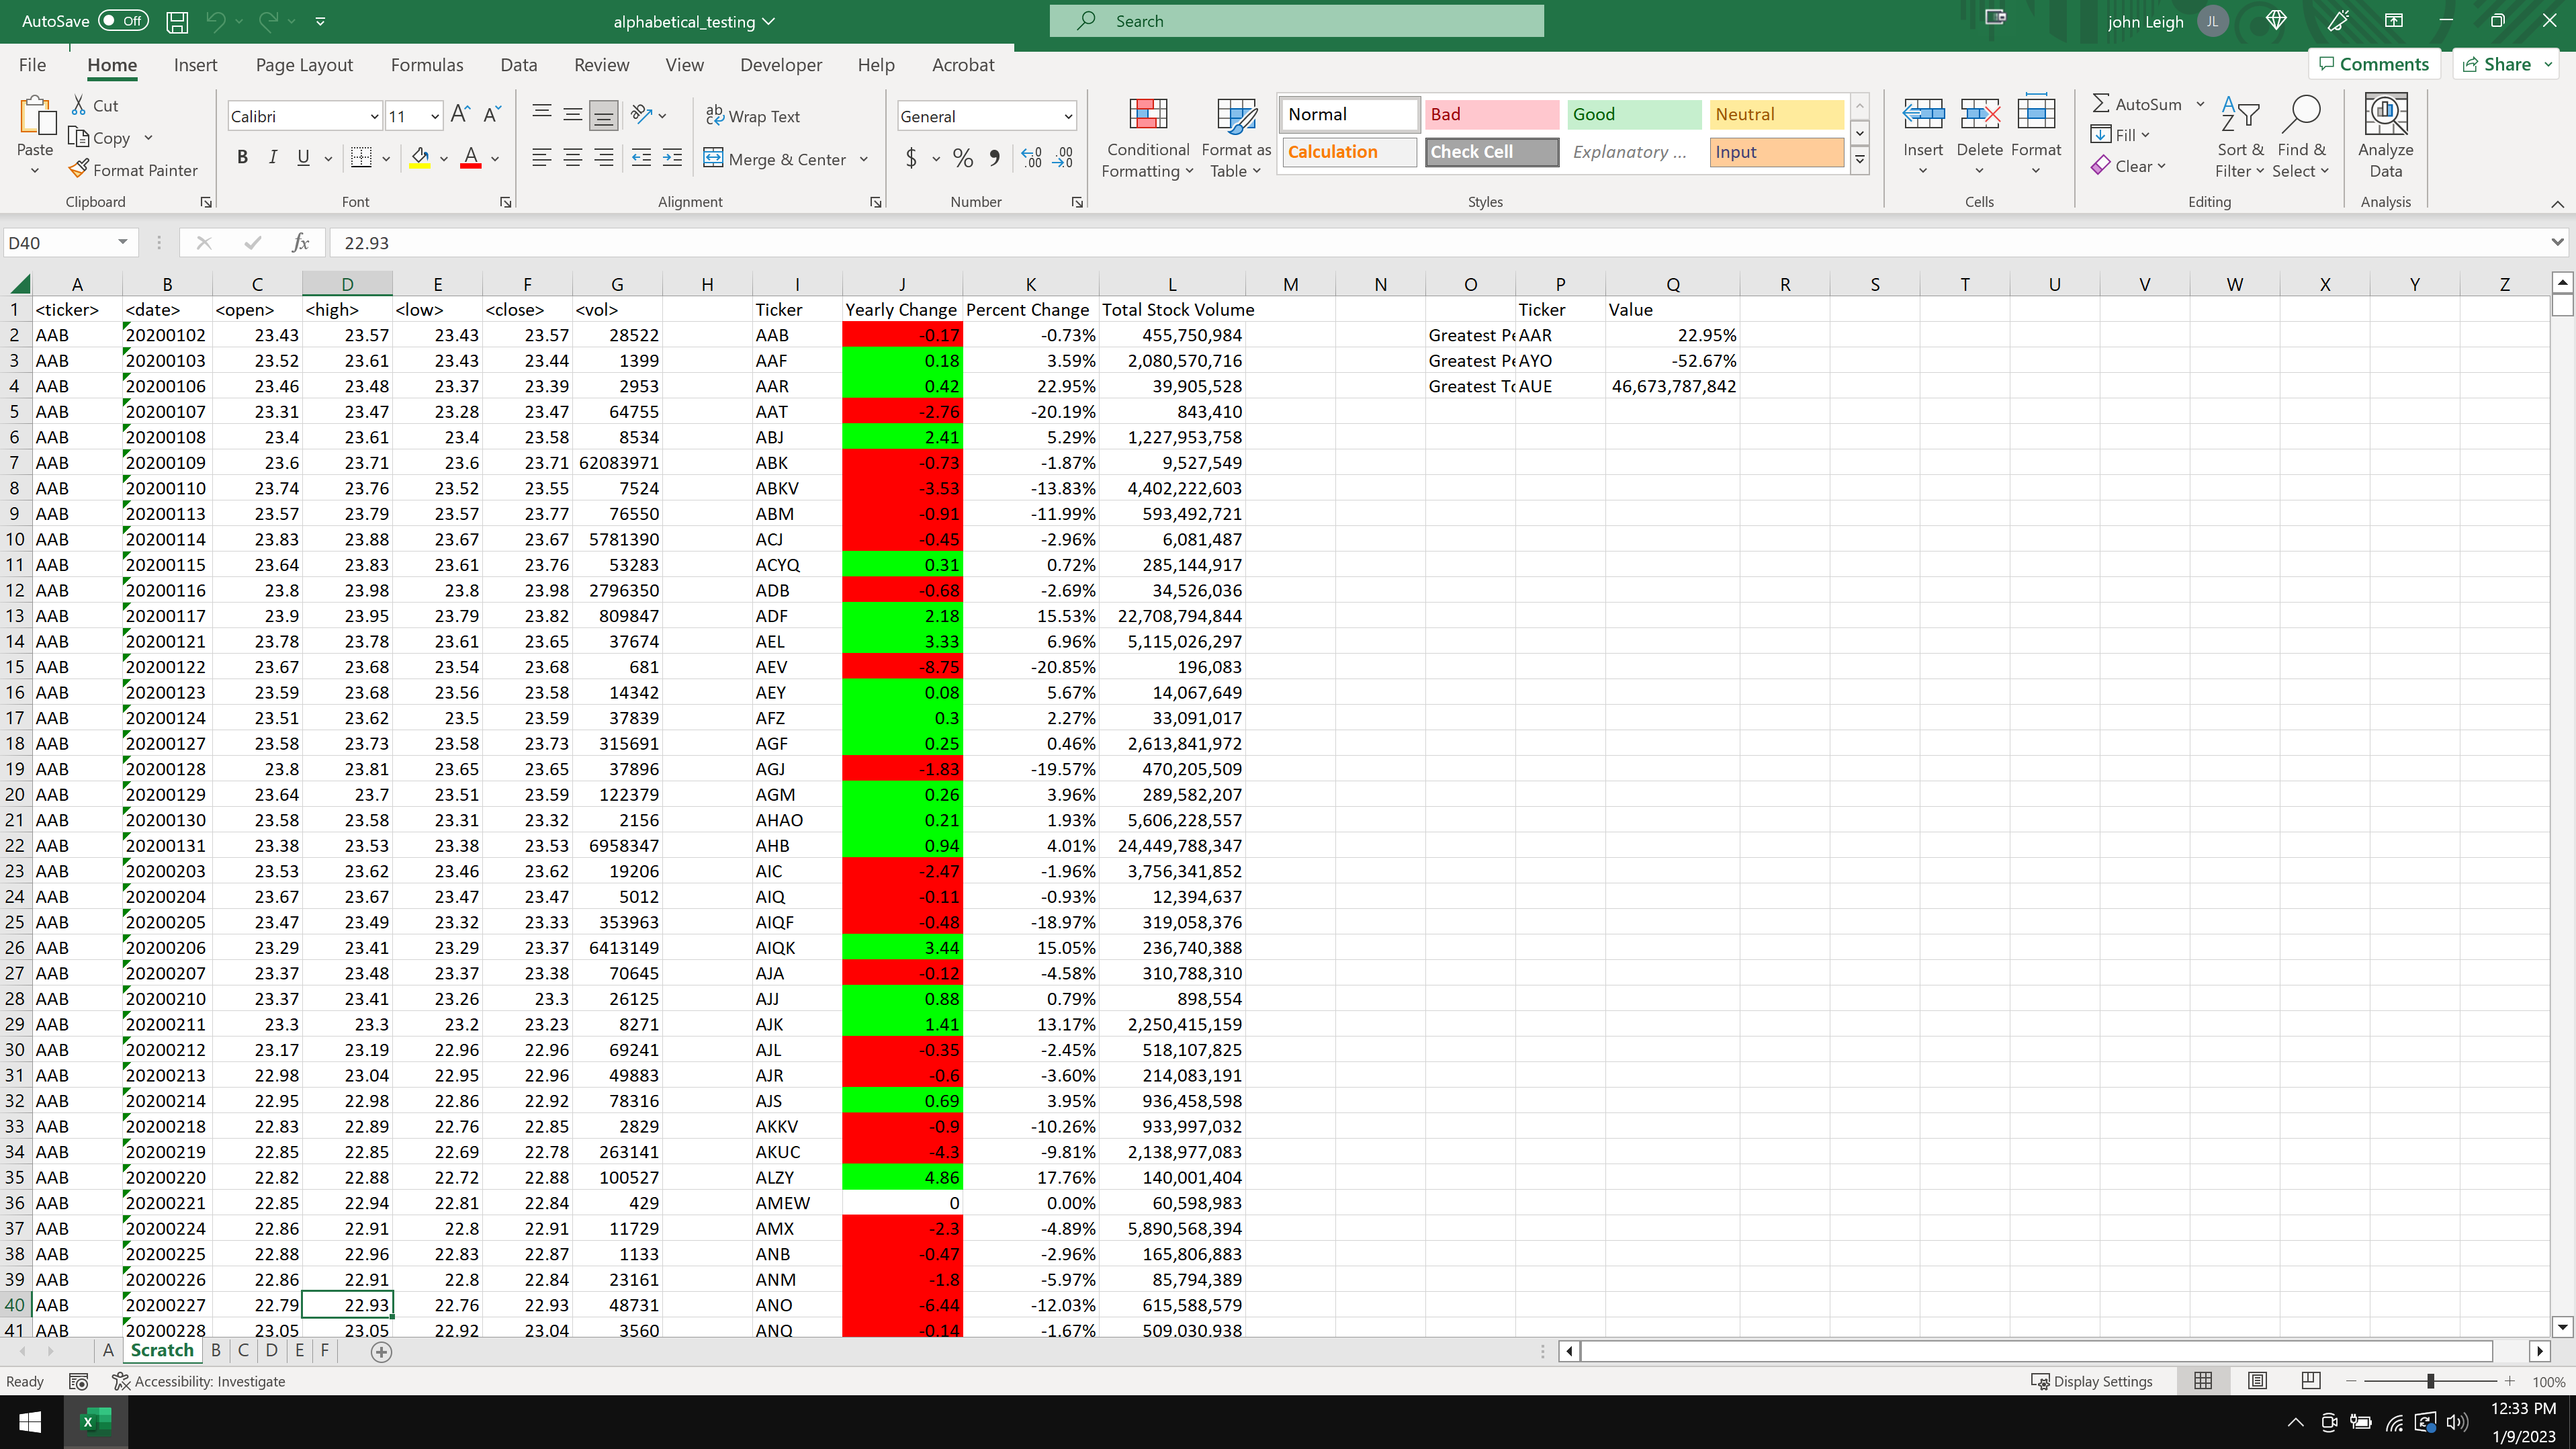 AutoSave Off alphabetical_testing Search john Leigh JL
File Home Insert Page Layout Formulas Data Review View Developer Help Acrobat Comments Share
Paste Cut Copy Format Painter Clipboard
Calibri 11 B I U A Font
Wrap Text Merge & Center Alignment
General $ % Number
Conditional Formatting Format as Table Normal Bad Good Neutral Calculation Check Cell Explanatory ... Input Styles
Insert Delete Format Cells
AutoSum Fill Clear Sort & Filter Find & Select Editing
Analyze Data Analysis
D40 fx 22.93
A B C D E F G H I J K L M N O P Q R S T U V W X Y Z
1 <ticker> <date> <open> <high> <low> <close> <vol> Ticker Yearly Change Percent Change Total Stock Volume Ticker Value
2 AAB 20200102 23.43 23.57 23.43 23.57 28522 AAB -0.17 -0.73% 455,750,984 Greatest Pe AAR 22.95%
3 AAB 20200103 23.52 23.61 23.43 23.44 1399 AAF 0.18 3.59% 2,080,570,716 Greatest Pe AYO -52.67%
4 AAB 20200106 23.46 23.48 23.37 23.39 2953 AAR 0.42 22.95% 39,905,528 Greatest To AUE 46,673,787,842
5 AAB 20200107 23.31 23.47 23.28 23.47 64755 AAT -2.76 -20.19% 843,410
6 AAB 20200108 23.4 23.61 23.4 23.58 8534 ABJ 2.41 5.29% 1,227,953,758
7 AAB 20200109 23.6 23.71 23.6 23.71 62083971 ABK -0.73 -1.87% 9,527,549
8 AAB 20200110 23.74 23.76 23.52 23.55 7524 ABKV -3.53 -13.83% 4,402,222,603
9 AAB 20200113 23.57 23.79 23.57 23.77 76550 ABM -0.91 -11.99% 593,492,721
10 AAB 20200114 23.83 23.88 23.67 23.67 5781390 ACJ -0.45 -2.96% 6,081,487
11 AAB 20200115 23.64 23.83 23.61 23.76 53283 ACYQ 0.31 0.72% 285,144,917
12 AAB 20200116 23.8 23.98 23.8 23.98 2796350 ADB -0.68 -2.69% 34,526,036
13 AAB 20200117 23.9 23.95 23.79 23.82 809847 ADF 2.18 15.53% 22,708,794,844
14 AAB 20200121 23.78 23.78 23.61 23.65 37674 AEL 3.33 6.96% 5,115,026,297
15 AAB 20200122 23.67 23.68 23.54 23.68 681 AEV -8.75 -20.85% 196,083
16 AAB 20200123 23.59 23.68 23.56 23.58 14342 AEY 0.08 5.67% 14,067,649
17 AAB 20200124 23.51 23.62 23.5 23.59 37839 AFZ 0.3 2.27% 33,091,017
18 AAB 20200127 23.58 23.73 23.58 23.73 315691 AGF 0.25 0.46% 2,613,841,972
19 AAB 20200128 23.8 23.81 23.65 23.65 37896 AGJ -1.83 -19.57% 470,205,509
20 AAB 20200129 23.64 23.7 23.51 23.59 122379 AGM 0.26 3.96% 289,582,207
21 AAB 20200130 23.58 23.58 23.31 23.32 2156 AHAO 0.21 1.93% 5,606,228,557
22 AAB 20200131 23.38 23.53 23.38 23.53 6958347 AHB 0.94 4.01% 24,449,788,347
23 AAB 20200203 23.53 23.62 23.46 23.62 19206 AIC -2.47 -1.96% 3,756,341,852
24 AAB 20200204 23.67 23.67 23.47 23.47 5012 AIQ -0.11 -0.93% 12,394,637
25 AAB 20200205 23.47 23.49 23.32 23.33 353963 AIQF -0.48 -18.97% 319,058,376
26 AAB 20200206 23.29 23.41 23.29 23.37 6413149 AIQK 3.44 15.05% 236,740,388
27 AAB 20200207 23.37 23.48 23.37 23.38 70645 AJA -0.12 -4.58% 310,788,310
28 AAB 20200210 23.37 23.41 23.26 23.3 26125 AJJ 0.88 0.79% 898,554
29 AAB 20200211 23.3 23.3 23.2 23.23 8271 AJK 1.41 13.17% 2,250,415,159
30 AAB 20200212 23.17 23.19 22.96 22.96 69241 AJL -0.35 -2.45% 518,107,825
31 AAB 20200213 22.98 23.04 22.95 22.96 49883 AJR -0.6 -3.60% 214,083,191
32 AAB 20200214 22.95 22.98 22.86 22.92 78316 AJS 0.69 3.95% 936,458,598
33 AAB 20200218 22.83 22.89 22.76 22.85 2829 AKKV -0.9 -10.26% 933,997,032
34 AAB 20200219 22.85 22.85 22.69 22.78 263141 AKUC -4.3 -9.81% 2,138,977,083
35 AAB 20200220 22.82 22.88 22.72 22.88 100527 ALZY 4.86 17.76% 140,001,404
36 AAB 20200221 22.85 22.94 22.81 22.84 429 AMEW 0 0.00% 60,598,983
37 AAB 20200224 22.86 22.91 22.8 22.91 11729 AMX -2.3 -4.89% 5,890,568,394
38 AAB 20200225 22.88 22.96 22.83 22.87 1133 ANB -0.47 -2.96% 165,806,883
39 AAB 20200226 22.86 22.91 22.8 22.84 23161 ANM -1.8 -5.97% 85,794,389
40 AAB 20200227 22.79 22.93 22.76 22.93 48731 ANO -6.44 -12.03% 615,588,579
41 AAB 20200228 23.05 23.05 22.92 23.04 3560 ANQ -0.14 -1.67% 509,030,938
A Scratch B C D E F
Ready Accessibility: Investigate Display Settings 100%
12:33 PM
1/9/2023